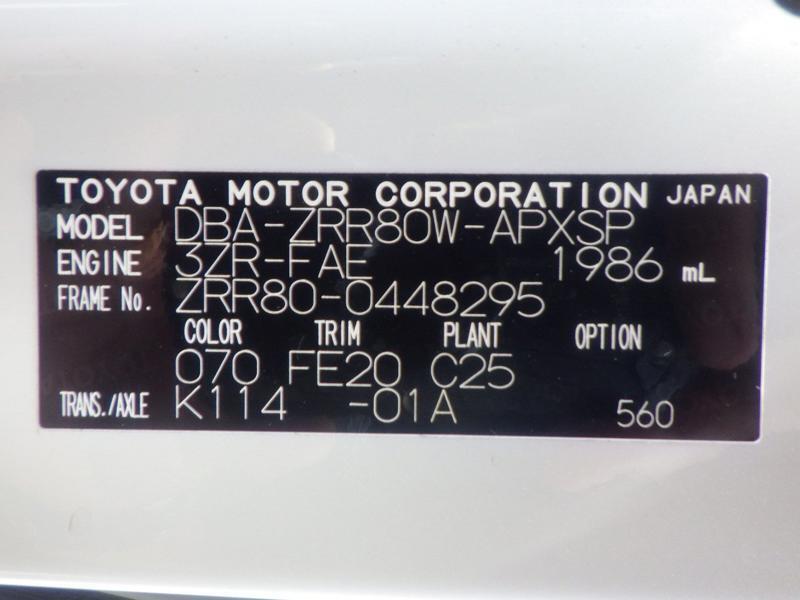 TOYOTA MOTOR CORPORATION JAPAN
MODEL DBA-ZRR80W-APXSP
ENGINE 3ZR-FAE 1986 mL
FRAME No. ZRR80-0448295
COLOR TRIM PLANT OPTION
070 FE20 C25
TRANS./AXLE K114 -01A 560